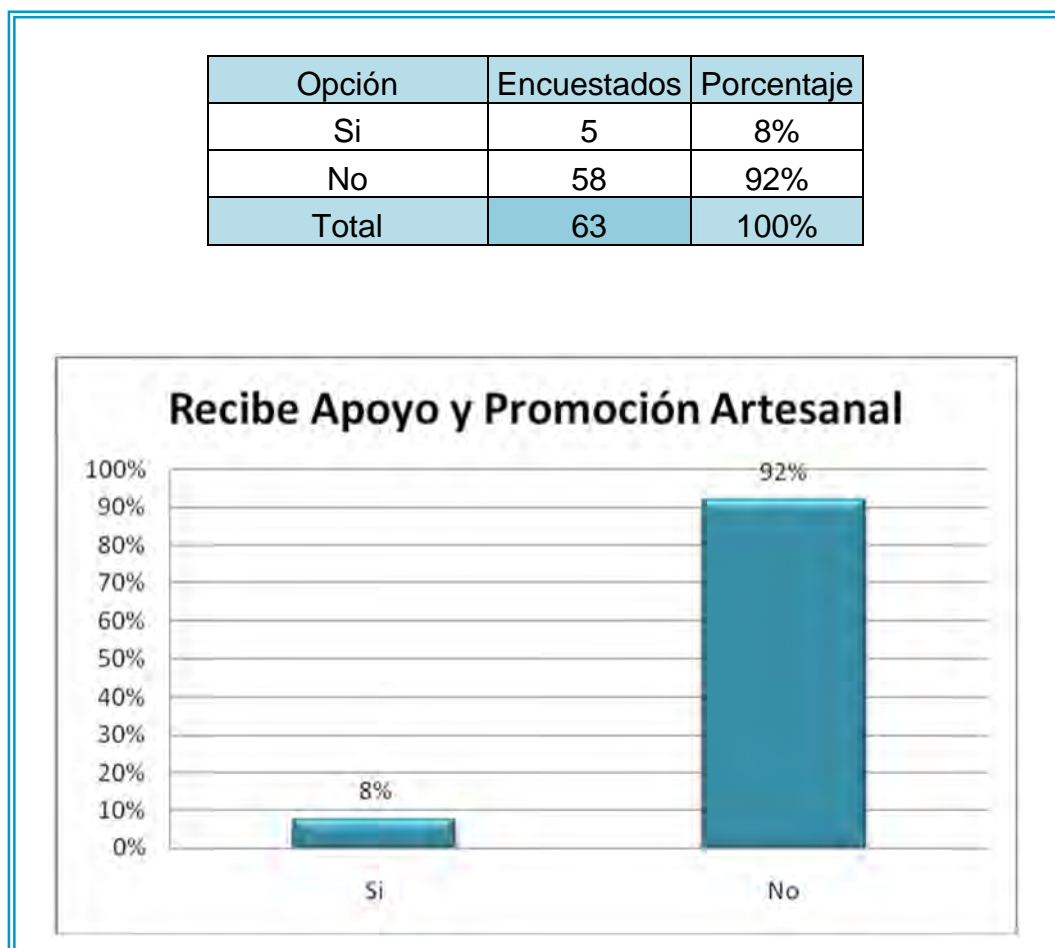 Opción Encuestados Porcentaje
Si 5 8%
No 58 92%
Total 63 100%
Recibe Apoyo y Promoción Artesanal
100%
90%
80%
70%
60%
50%
40%
30%
20%
10%
0%
8%
92%
Si No